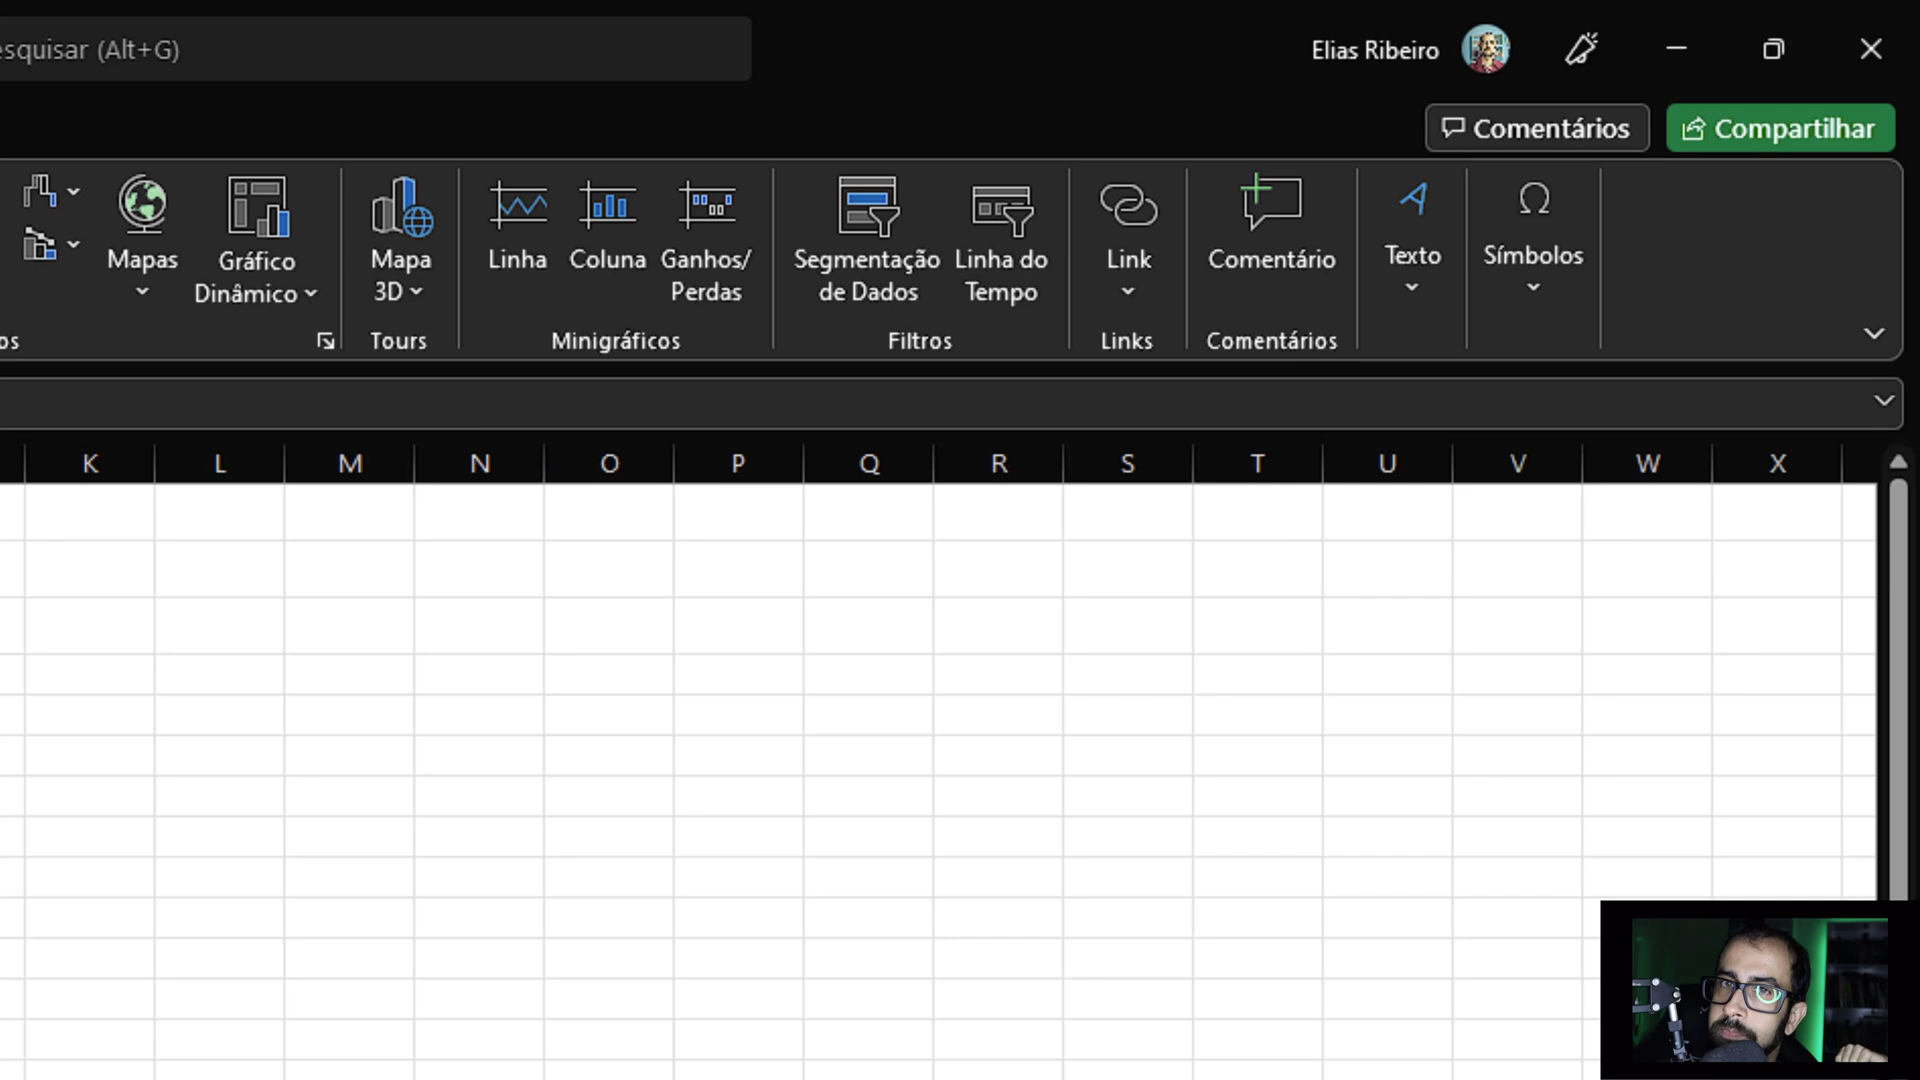 esquisar (Alt+G)
Elias Ribeiro
Comentários
Compartilhar
Mapas
Gráfico
Dinâmico
Mapa
3D
Linha
Coluna
Ganhos/
Perdas
Segmentação
de Dados
Linha do
Tempo
Link
Comentário
Texto
Símbolos
os
Tours
Minigráficos
Filtros
Links
Comentários
K L M N O P Q R S T U V W X